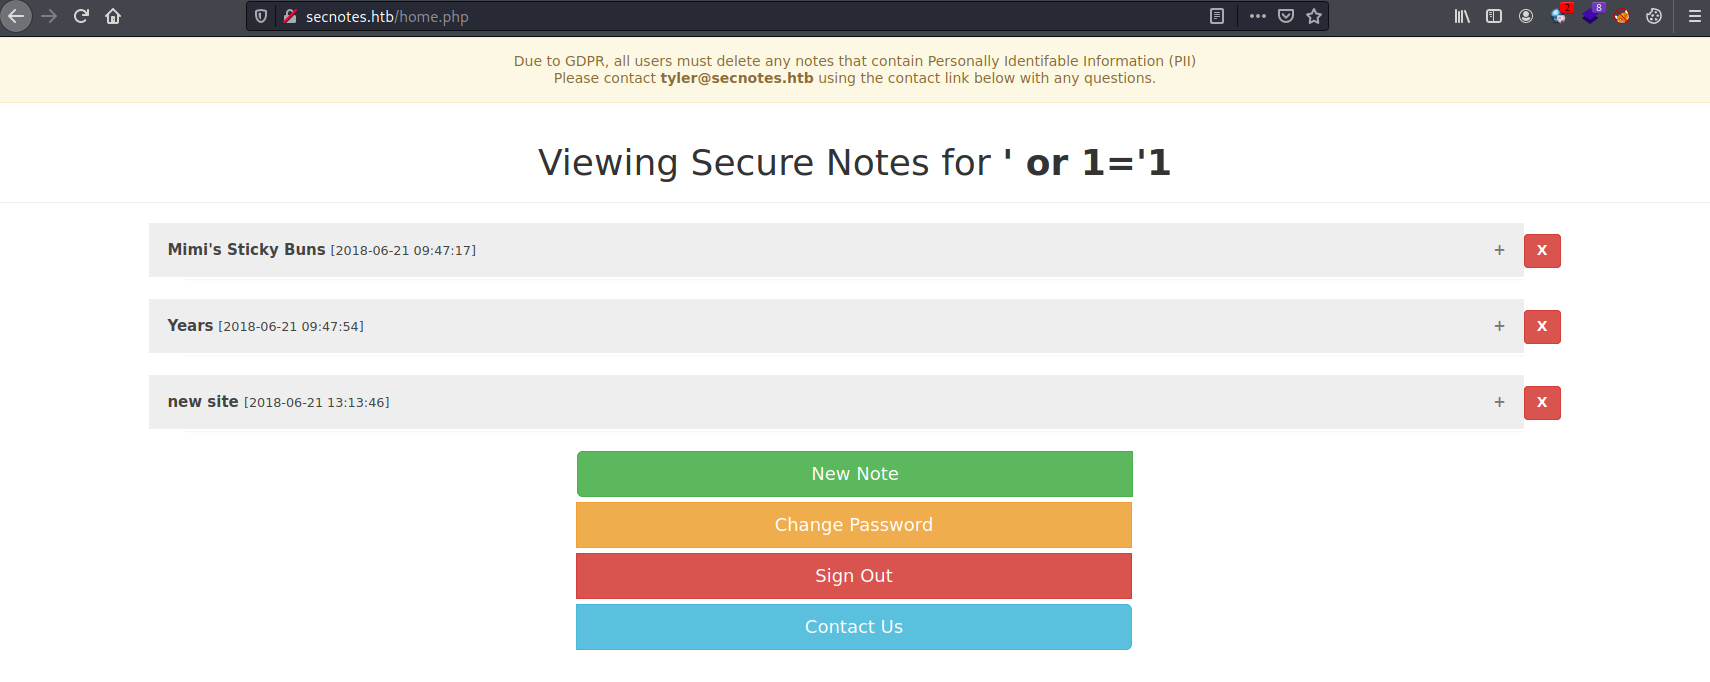 secnotes.htb/home.php
2
8
Due to GDPR, all users must delete any notes that contain Personally Identifable Information (PII)
Please contact tyler@secnotes.htb using the contact link below with any questions.
Viewing Secure Notes for ' or 1='1
Mimi's Sticky Buns [2018-06-21 09:47:17] + X
Years [2018-06-21 09:47:54] + X
new site [2018-06-21 13:13:46] + X
New Note
Change Password
Sign Out
Contact Us